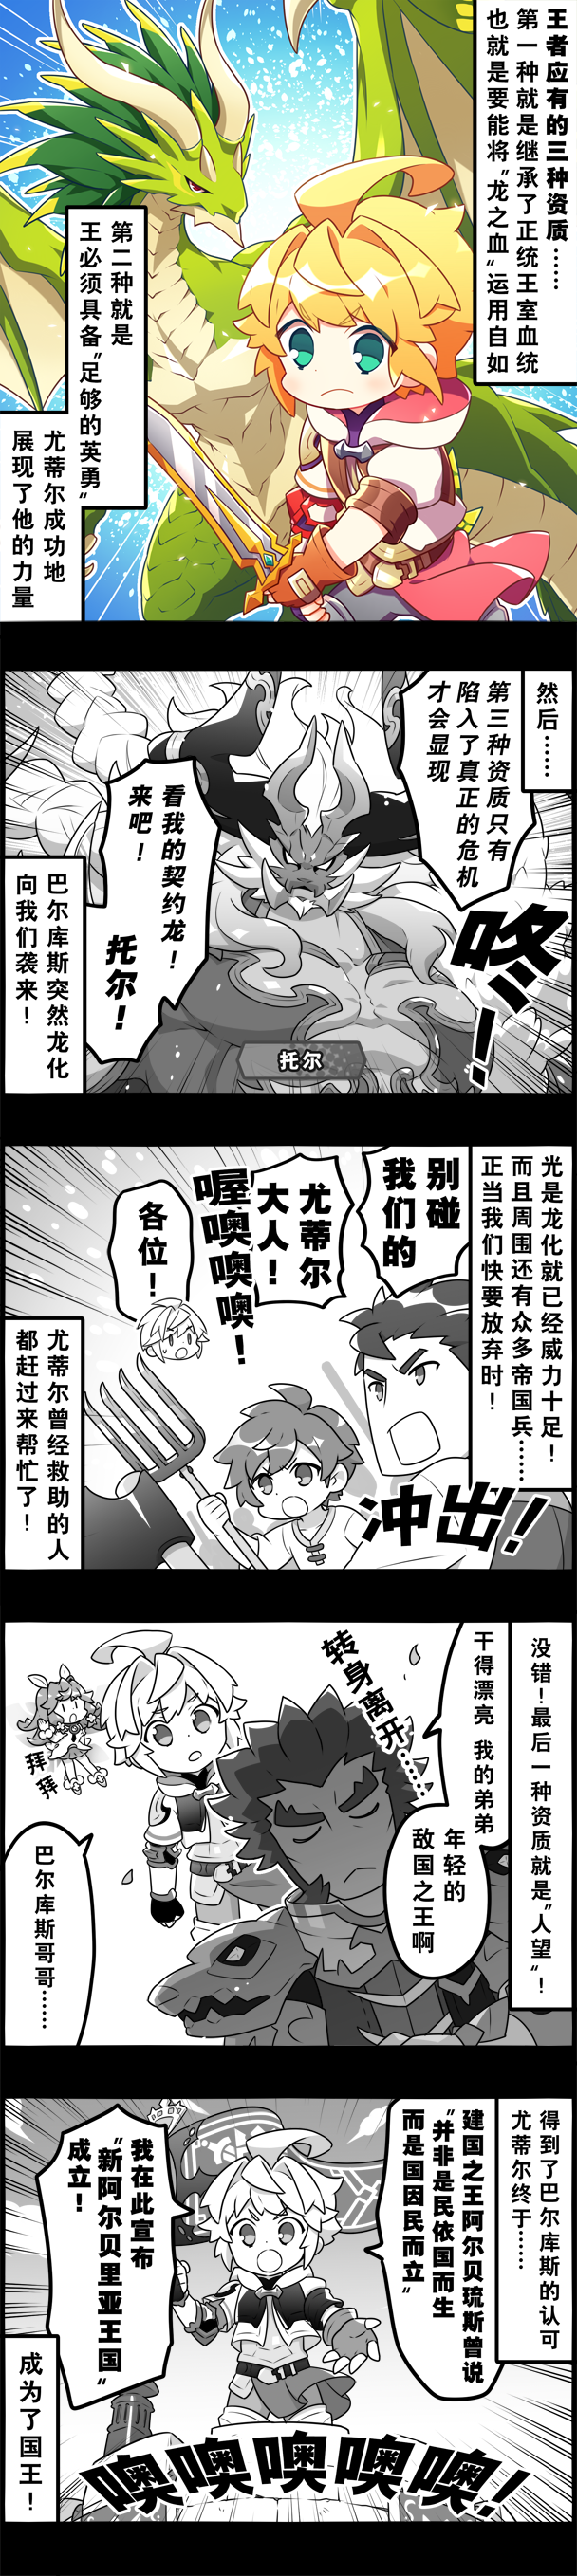 王者应有的三种资质……
第一种就是继承了正统王室血统
也就是要能将“龙之血”运用自如
第二种就是
王必须具备“足够的英勇”
尤蒂尔成功地
展现了他的力量
然后……
第三种资质只有
陷入了真正的危机
才会显现
咚！
看我的契约龙！
来吧！
托尔！
托尔
巴尔库斯突然龙化
向我们袭来！
光是龙化就已经威力十足！
而且周围还有众多帝国兵……
正当我们快要放弃时！
别碰
我们的
尤蒂尔
大人！
喔噢噢噢！
各位！
冲出！
尤蒂尔曾经救助的人
都赶过来帮忙了！
没错！最后一种资质就是“人望”！
干得漂亮 我的弟弟
年轻的
敌国之王啊
转身离开……
拜
拜
巴尔库斯哥哥……
得到了巴尔库斯的认可
尤蒂尔终于……
建国之王阿尔贝琉斯曾说
“并非是民依国而生
而是国因民而立”
我在此宣布
“新阿尔贝里亚王国”
成立！
噢噢噢噢噢！
成为了国王！